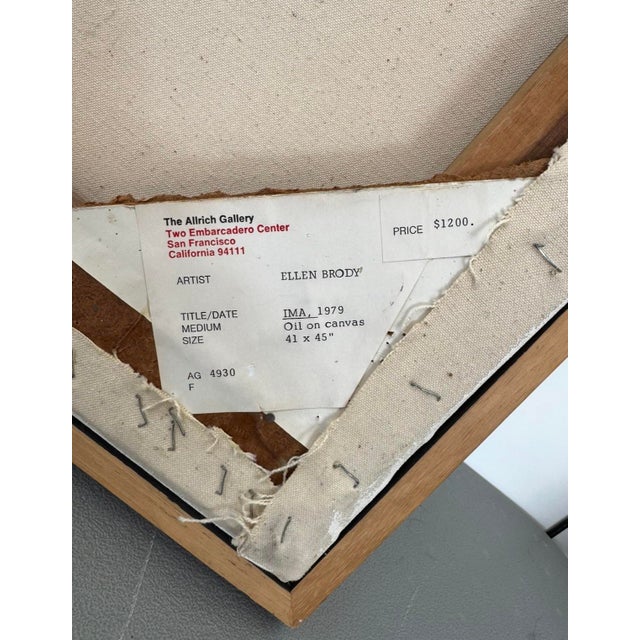 The Allrich Gallery
Two Embarcadero Center
San Francisco
California 94111
PRICE $1200.
ARTIST ELLEN BRODY
TITLE/DATE IMA, 1979
MEDIUM Oil on canvas
SIZE 41 x 45"
AG 4930
F